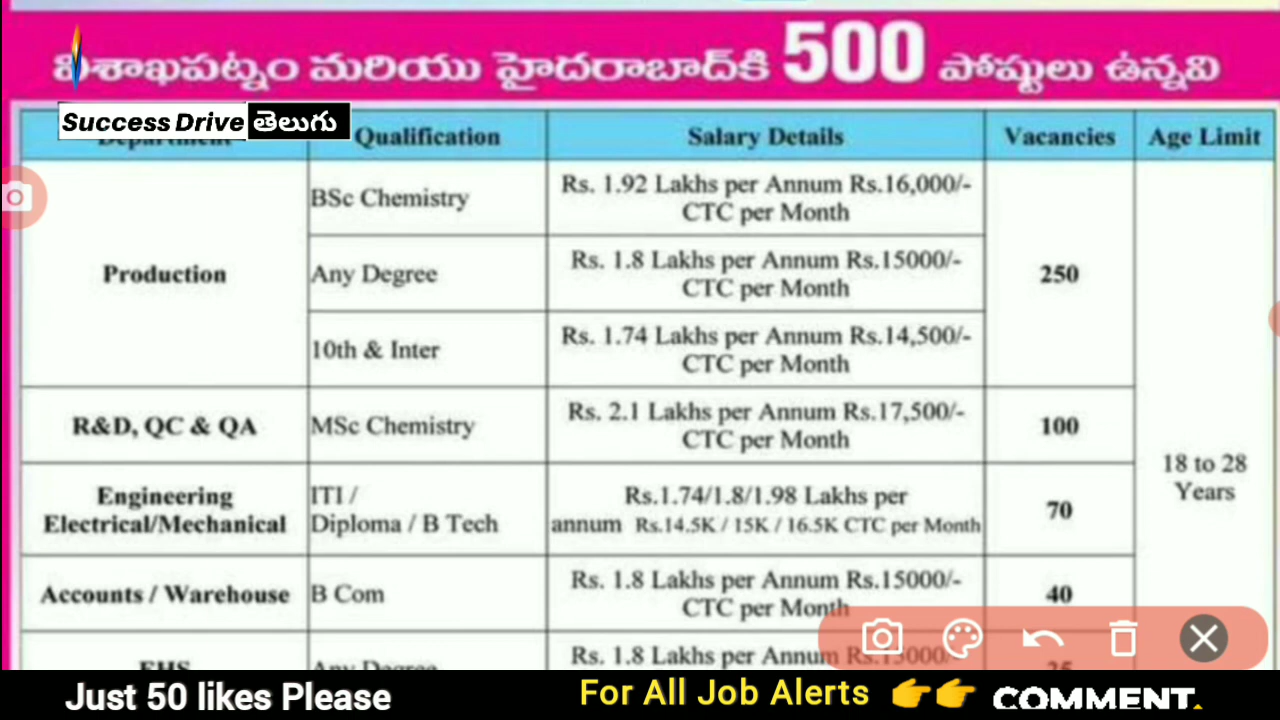 విశాఖపట్నం మరియు హైదరాబాద్‌కి 500 పోష్టులు ఉన్నవి
Success Drive తెలుగు
Qualification Salary Details Vacancies Age Limit
BSc Chemistry
Rs. 1.92 Lakhs per Annum Rs.16,000/-
CTC per Month
Production
Any Degree
Rs. 1.8 Lakhs per Annum Rs.15000/-
CTC per Month
250
10th & Inter
Rs. 1.74 Lakhs per Annum Rs.14,500/-
CTC per Month
R&D, QC & QA
MSc Chemistry
Rs. 2.1 Lakhs per Annum Rs.17,500/-
CTC per Month
100
18 to 28
Years
Engineering
Electrical/Mechanical
ITI /
Diploma / B Tech
Rs.1.74/1.8/1.98 Lakhs per
annum Rs.14.5K / 15K / 16.5K CTC per Month
70
Accounts / Warehouse
B Com
Rs. 1.8 Lakhs per Annum Rs.15000/-
CTC per Month
40
EHS
Any Degree
Rs. 1.8 Lakhs per Annum Rs.15000/-
Just 50 likes Please
For All Job Alerts
COMMENT.